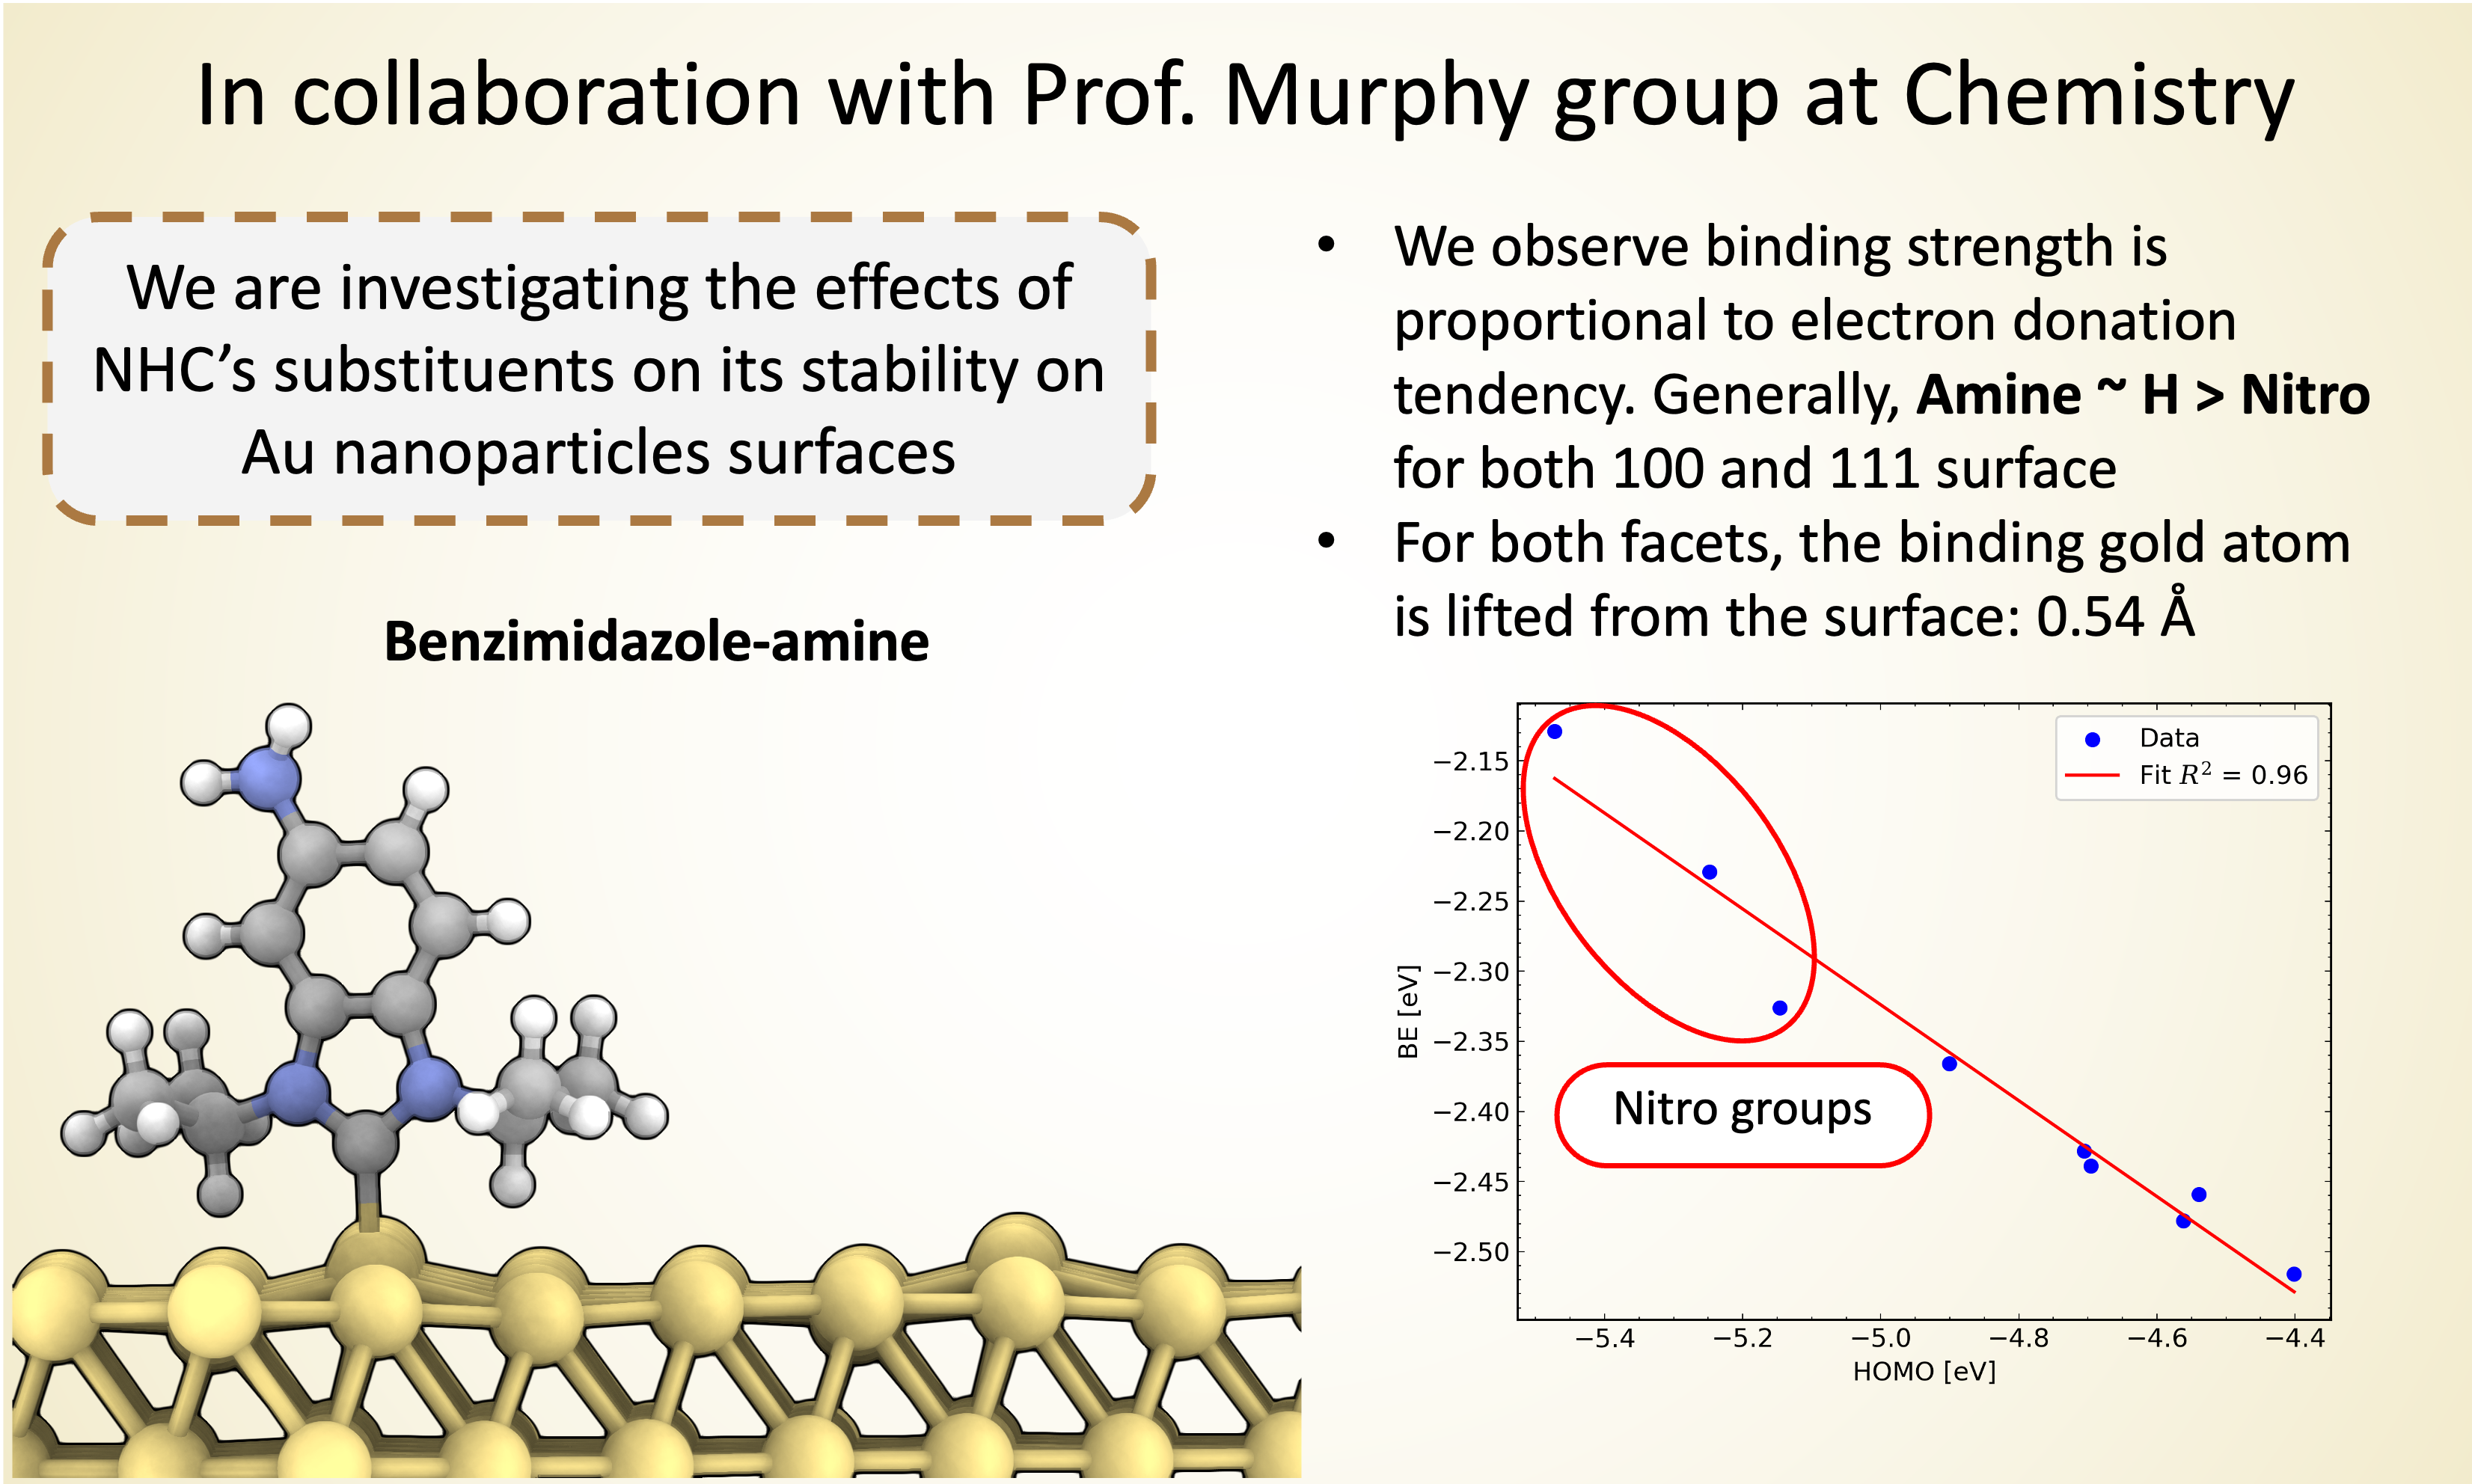 In collaboration with Prof. Murphy group at Chemistry
We are investigating the effects of
NHC’s substituents on its stability on
Au nanoparticles surfaces
• We observe binding strength is
proportional to electron donation
tendency. Generally, Amine ~ H > Nitro
for both 100 and 111 surface
• For both facets, the binding gold atom
is lifted from the surface: 0.54 Å
Benzimidazole-amine
Data
Fit R² = 0.96
−2.15
−2.20
−2.25
−2.30
−2.35
−2.40
−2.45
−2.50
BE [eV]
Nitro groups
−5.4 −5.2 −5.0 −4.8 −4.6 −4.4
HOMO [eV]